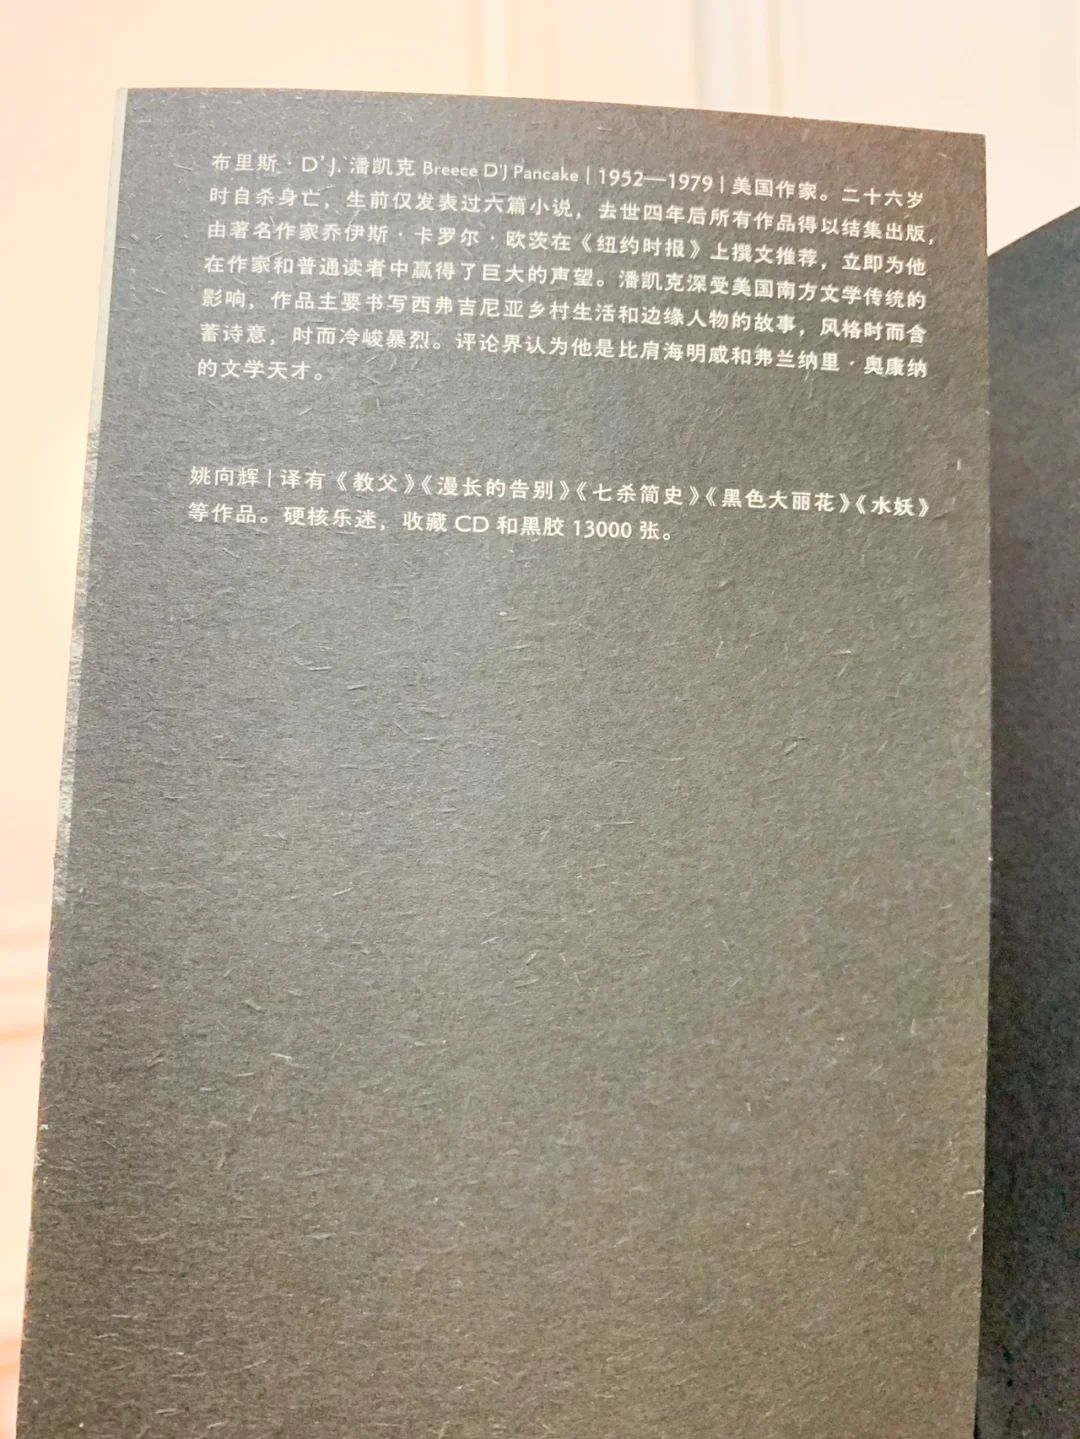 布里斯·D’J.潘凯克 Breece D'J Pancake | 1952—1979 | 美国作家。二十六岁
时自杀身亡，生前仅发表过六篇小说，去世四年后所有作品得以结集出版，
由著名作家乔伊斯·卡罗尔·欧茨在《纽约时报》上撰文推荐，立即为他
在作家和普通读者中赢得了巨大的声望。潘凯克深受美国南方文学传统的
影响，作品主要书写西弗吉尼亚乡村生活和边缘人物的故事，风格时而含
蓄诗意，时而冷峻暴烈。评论界认为他是比肩海明威和弗兰纳里·奥康纳
的文学天才。
姚向辉 | 译有《教父》《漫长的告别》《七杀简史》《黑色大丽花》《水妖》
等作品。硬核乐迷，收藏 CD 和黑胶 13000 张。